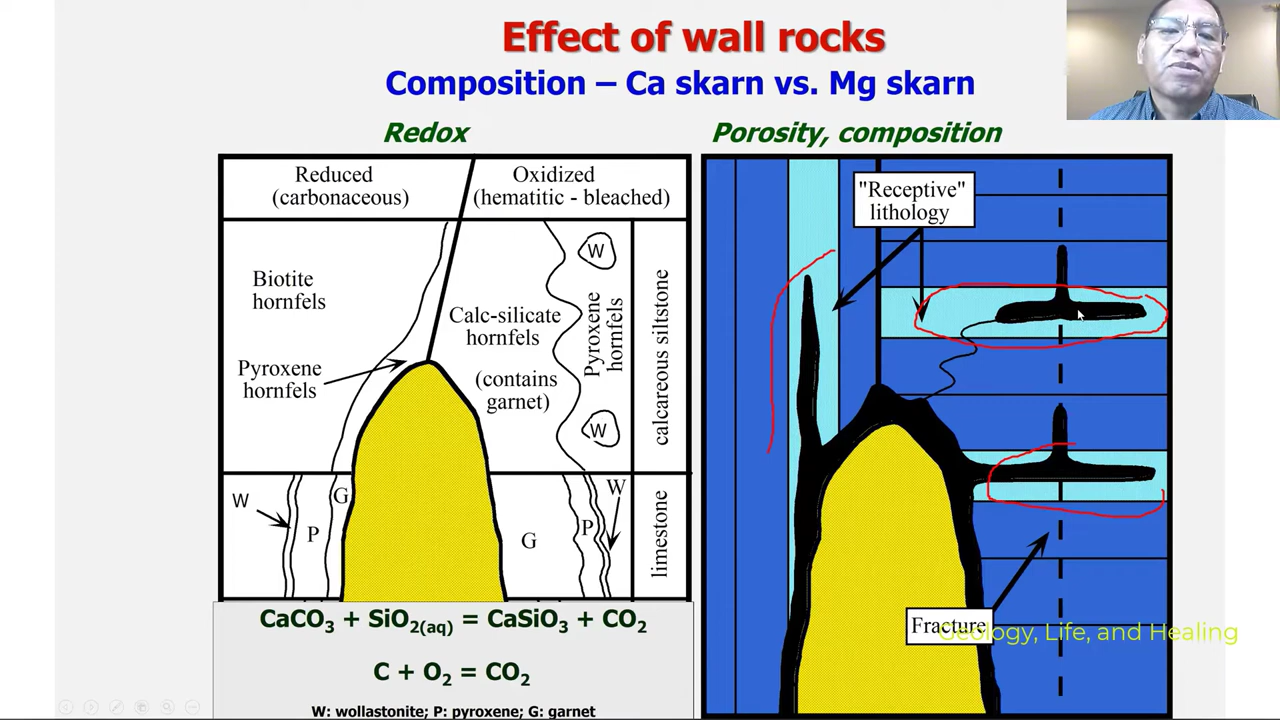 Effect of wall rocks
Composition – Ca skarn vs. Mg skarn
Redox
Porosity, composition
Reduced
(carbonaceous)
Oxidized
(hematitic - bleached)
Biotite
hornfels
Pyroxene
hornfels
Calc-silicate
hornfels
(contains
garnet)
W
Pyroxene
hornfels
W
calcareous siltstone
W
P
G
G
P
W
limestone
"Receptive"
lithology
Fracture
Geology, Life, and Healing
CaCO3 + SiO2(aq) = CaSiO3 + CO2
C + O2 = CO2
W: wollastonite; P: pyroxene; G: garnet